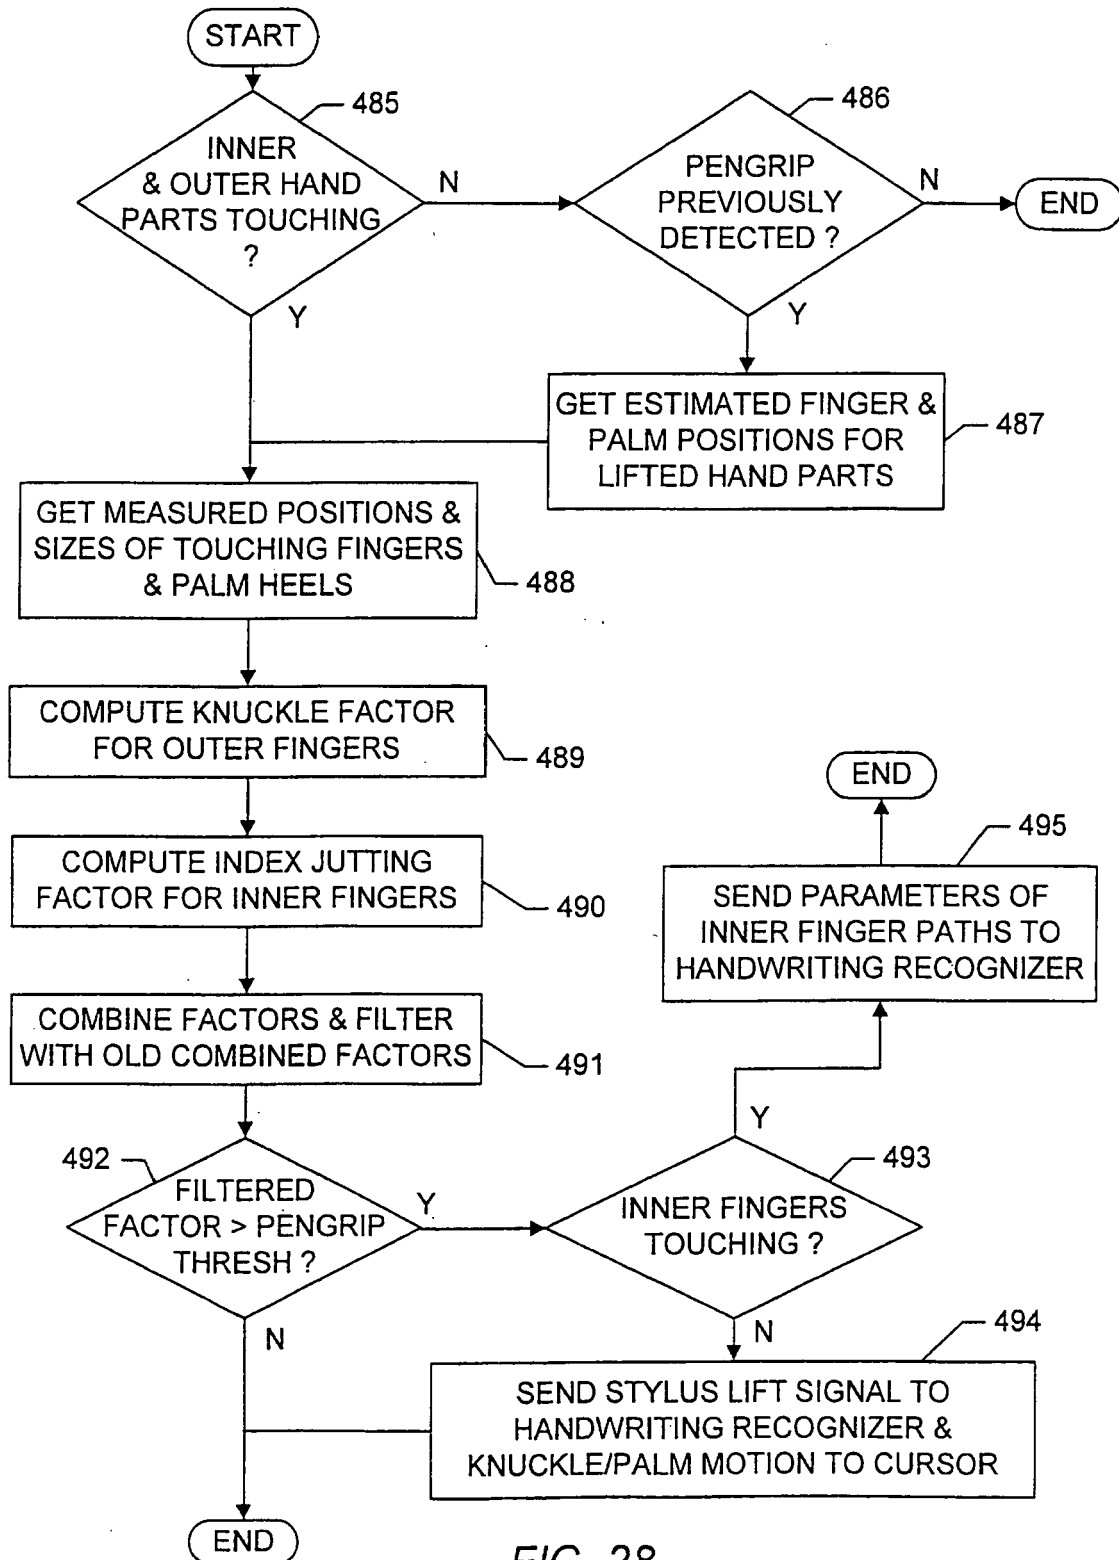 START
485
INNER
& OUTER HAND
PARTS TOUCHING
?
N
Y
486
PENGRIP
PREVIOUSLY
DETECTED ?
N
END
Y
GET ESTIMATED FINGER &
PALM POSITIONS FOR
LIFTED HAND PARTS
487
GET MEASURED POSITIONS &
SIZES OF TOUCHING FINGERS
& PALM HEELS
488
COMPUTE KNUCKLE FACTOR
FOR OUTER FINGERS
489
COMPUTE INDEX JUTTING
FACTOR FOR INNER FINGERS
490
COMBINE FACTORS & FILTER
WITH OLD COMBINED FACTORS
491
492
FILTERED
FACTOR > PENGRIP
THRESH ?
Y
N
493
INNER FINGERS
TOUCHING ?
Y
N
495
SEND PARAMETERS OF
INNER FINGER PATHS TO
HANDWRITING RECOGNIZER
END
494
SEND STYLUS LIFT SIGNAL TO
HANDWRITING RECOGNIZER &
KNUCKLE/PALM MOTION TO CURSOR
END
FIG. 28